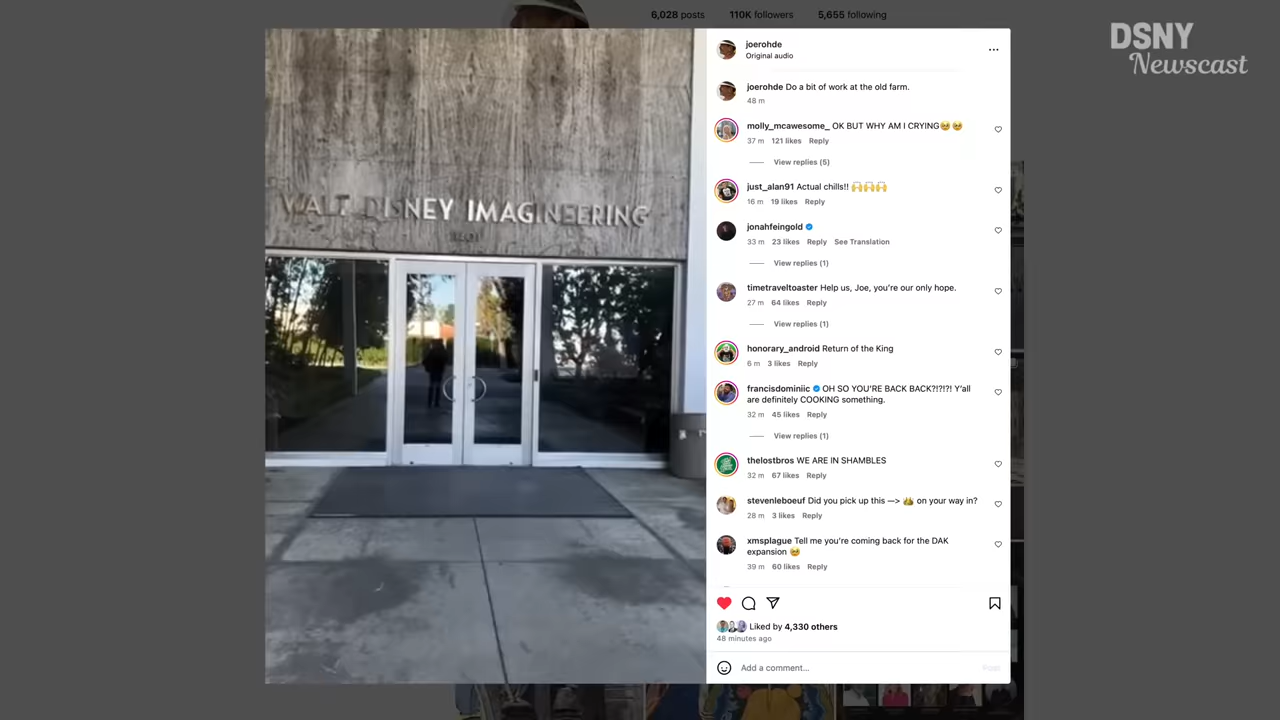 6,028 posts 110K followers 5,655 following
DSNY
Newscast
WALT DISNEY IMAGINEERING
1401
joerohde
Original audio
joerohde Do a bit of work at the old farm.
48 m
molly_mcawesome_ OK BUT WHY AM I CRYING🥹🥹
37 m 121 likes Reply
View replies (5)
just_alan91 Actual chills!! 🙌🙌🙌
16 m 19 likes Reply
jonahfeingold
33 m 23 likes Reply See Translation
View replies (1)
timetraveltoaster Help us, Joe, you're our only hope.
27 m 64 likes Reply
View replies (1)
honorary_android Return of the King
6 m 3 likes Reply
francisdominiic OH SO YOU'RE BACK BACK?!?!?! Y'all
are definitely COOKING something.
32 m 45 likes Reply
View replies (1)
thelostbros WE ARE IN SHAMBLES
32 m 67 likes Reply
stevenleboeuf Did you pick up this —> 👑 on your way in?
28 m 3 likes Reply
xmsplague Tell me you're coming back for the DAK
expansion 🥹
39 m 60 likes Reply
Liked by 4,330 others
48 minutes ago
Add a comment...
Post